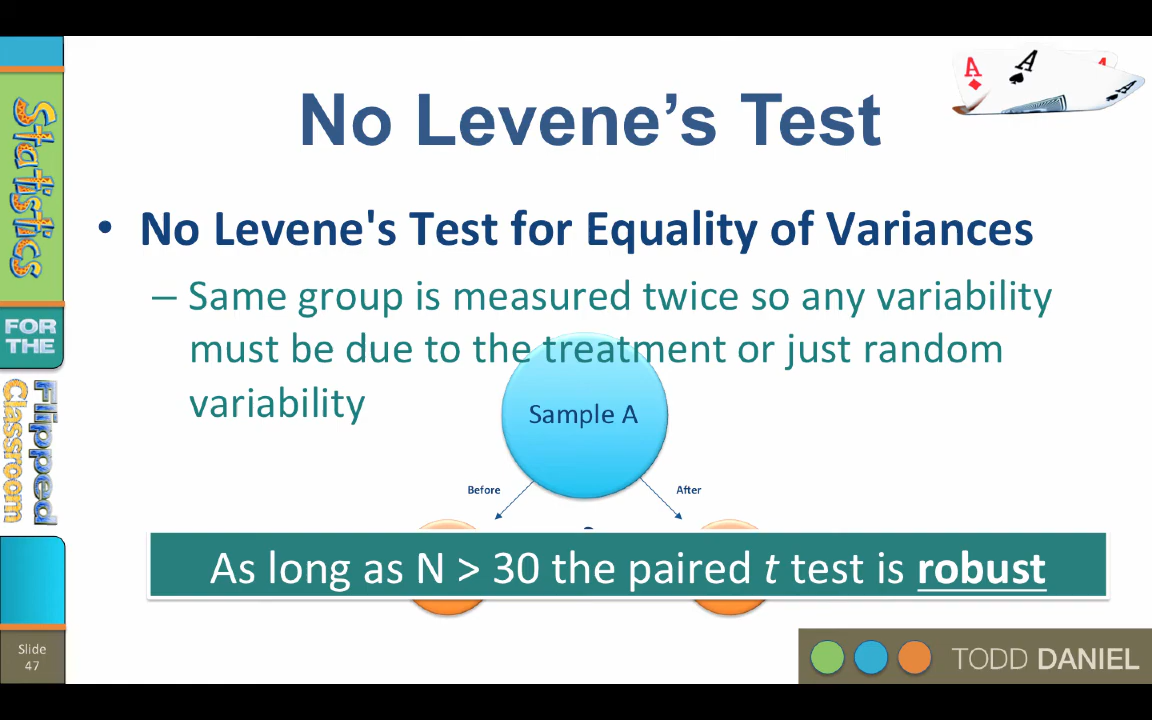 No Levene's Test
• No Levene's Test for Equality of Variances
– Same group is measured twice so any variability
must be due to the treatment or just random
variability
Sample A
Before
After
As long as N > 30 the paired t test is robust
Statistics
FOR THE
Flipped
Classroom
Slide
47
TODD DANIEL
A
A
A
A